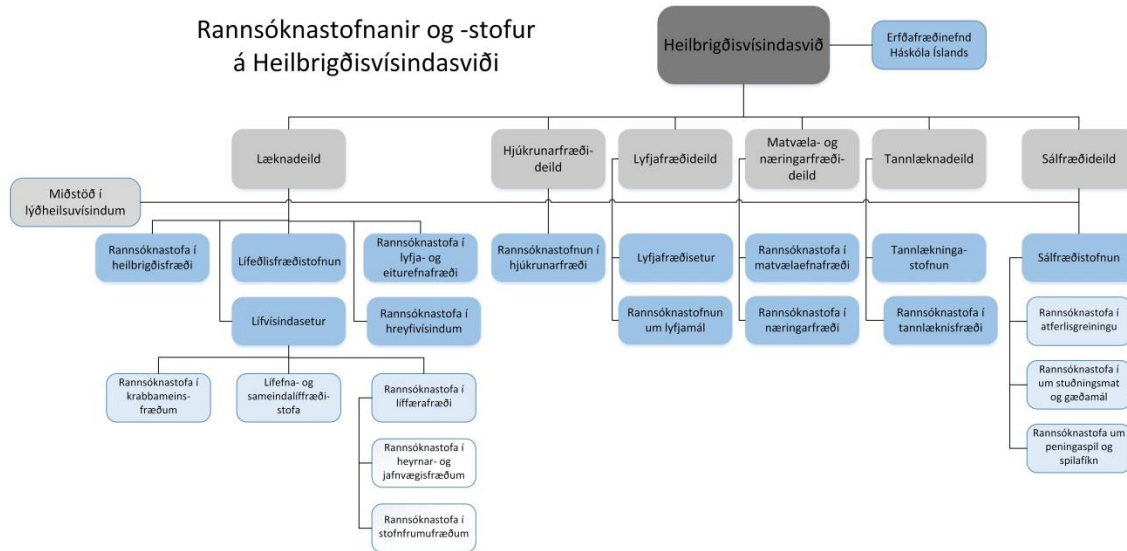 Rannsóknastofnanir og -stofur
á Heilbrigðisvísindasviði
Heilbrigðisvísindasvið
Erfðafræðinefnd
Háskóla Íslands
Læknadeild
Hjúkrunarfræði-
deild
Lyfjafræðideild
Matvæla- og
næringarfræði-
deild
Tannlæknadeild
Sálfræðideild
Miðstöð í
lýðheilsuvísindum
Rannsóknastofa í
heilbrigðisfræði
Lífeðlisfræðistofnun
Rannsóknastofa í
lyfja- og
eiturefnafræði
Rannsóknastofnun í
hjúkrunarfræði
Lyfjafræðisetur
Rannsóknastofa í
matvælaefnafræði
Tannlækninga-
stofnun
Sálfræðistofnun
Lífvísindasetur
Rannsóknastofa í
hreyfivísindum
Rannsóknastofnun
um lyfjamál
Rannsóknastofa í
næringarfræði
Rannsóknastofa í
tannlæknisfræði
Rannsóknastofa í
atferlisgreiningu
Rannsóknastofa í
krabbameins-
fræðum
Lífefna- og
sameindalíffræði-
stofa
Rannsóknastofa í
líffærafræði
Rannsóknastofa í
um stuðningsmat
og gæðamál
Rannsóknastofa í
heyrnar- og
jafnvægisfræðum
Rannsóknastofa um
peningaspil og
spilafíkn
Rannsóknastofa í
stofnfrumufræðum